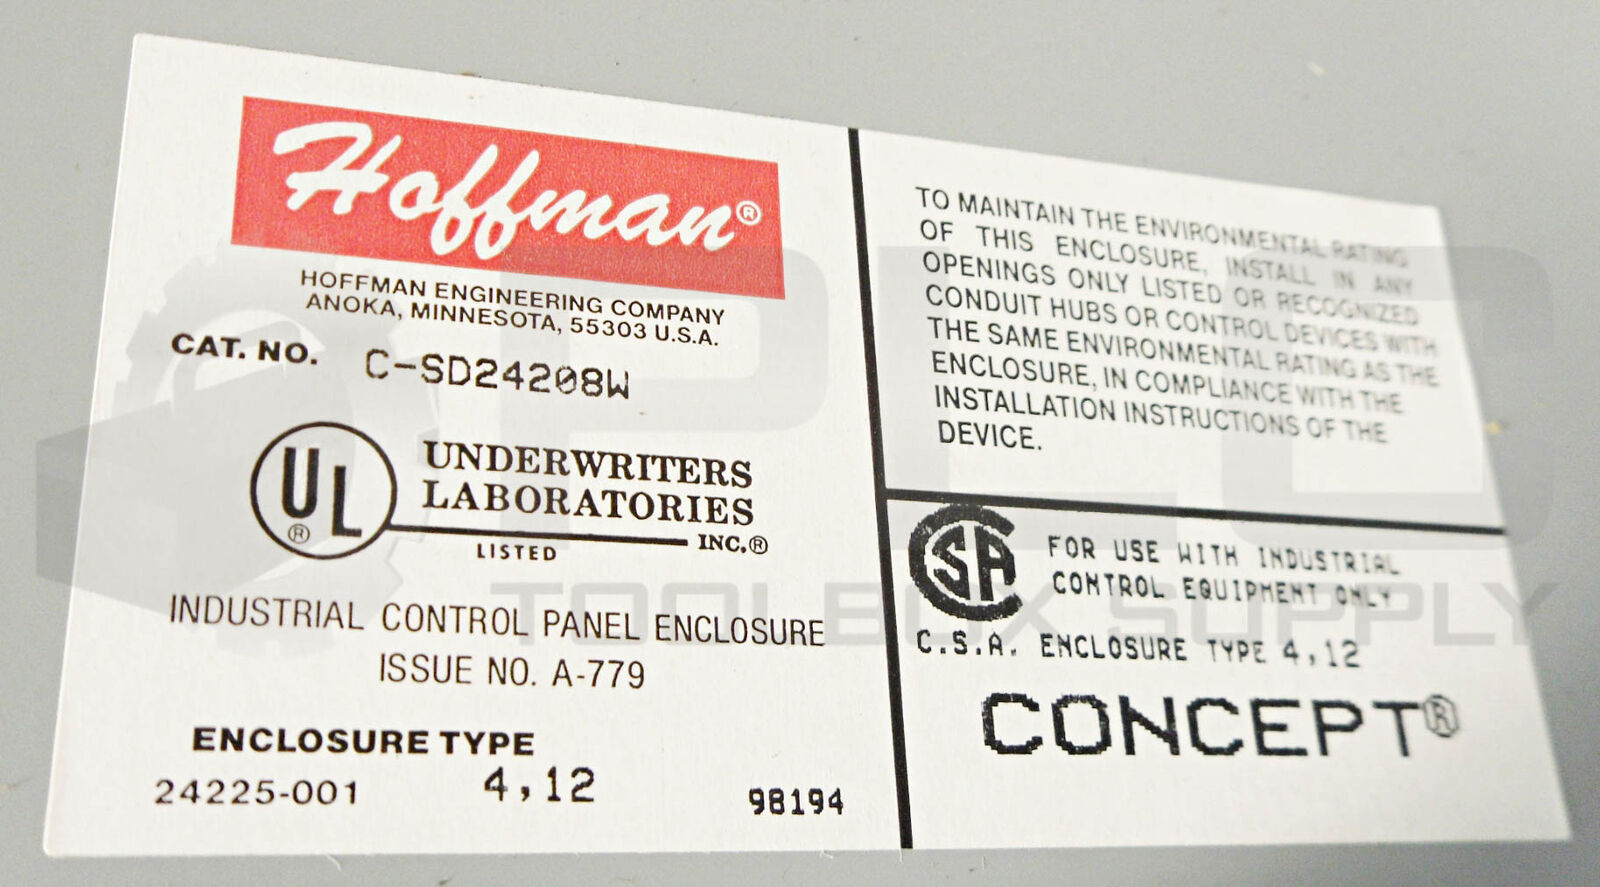 Hoffman®
HOFFMAN ENGINEERING COMPANY
ANOKA, MINNESOTA, 55303 U.S.A.
CAT. NO. C-SD24208W
UL®
UNDERWRITERS
LABORATORIES
INC.®
LISTED
INDUSTRIAL CONTROL PANEL ENCLOSURE
ISSUE NO. A-779
ENCLOSURE TYPE
24225-001 4,12
98194
TO MAINTAIN THE ENVIRONMENTAL RATING
OF THIS ENCLOSURE, INSTALL IN ANY
OPENINGS ONLY LISTED OR RECOGNIZED
CONDUIT HUBS OR CONTROL DEVICES WITH
THE SAME ENVIRONMENTAL RATING AS THE
ENCLOSURE, IN COMPLIANCE WITH THE
INSTALLATION INSTRUCTIONS OF THE
DEVICE.
CSA
FOR USE WITH INDUSTRIAL
CONTROL EQUIPMENT ONLY
C.S.A. ENCLOSURE TYPE 4,12
CONCEPT®
PLC
TOOLBOX SUPPLY